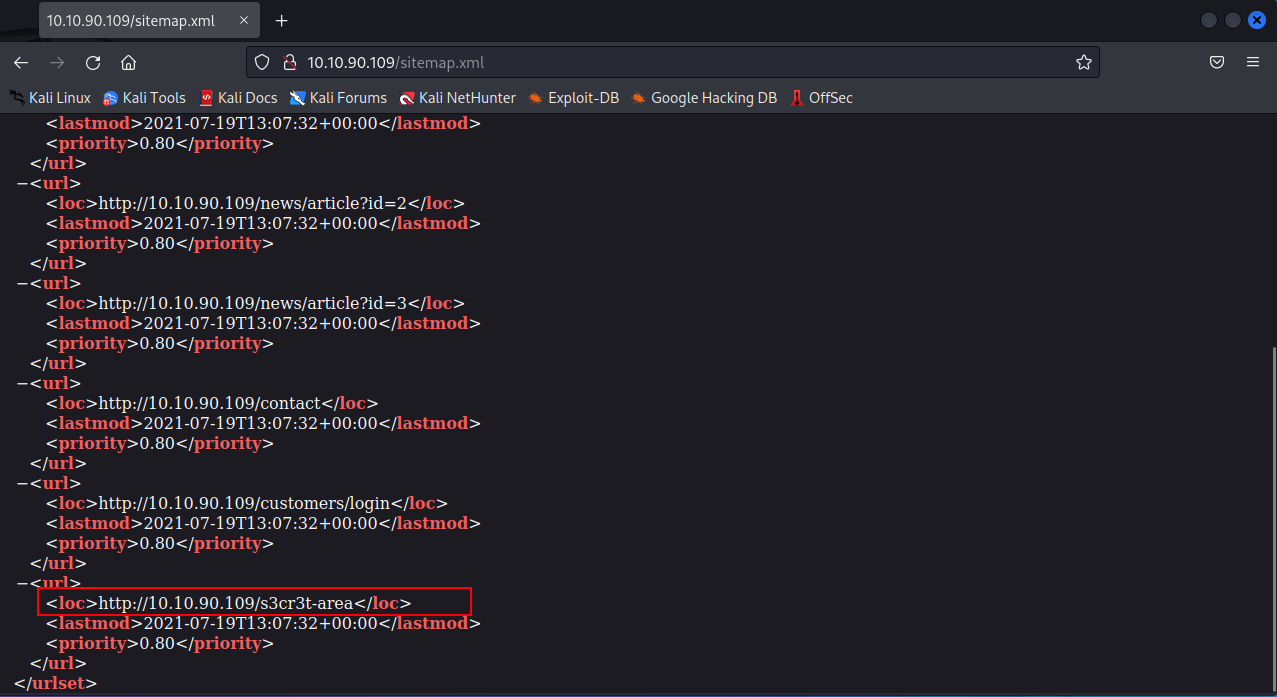 10.10.90.109/sitemap.xml
10.10.90.109/sitemap.xml
Kali Linux Kali Tools Kali Docs Kali Forums Kali NetHunter Exploit-DB Google Hacking DB OffSec
<lastmod>2021-07-19T13:07:32+00:00</lastmod>
<priority>0.80</priority>
</url>
−<url>
<loc>http://10.10.90.109/news/article?id=2</loc>
<lastmod>2021-07-19T13:07:32+00:00</lastmod>
<priority>0.80</priority>
</url>
−<url>
<loc>http://10.10.90.109/news/article?id=3</loc>
<lastmod>2021-07-19T13:07:32+00:00</lastmod>
<priority>0.80</priority>
</url>
−<url>
<loc>http://10.10.90.109/contact</loc>
<lastmod>2021-07-19T13:07:32+00:00</lastmod>
<priority>0.80</priority>
</url>
−<url>
<loc>http://10.10.90.109/customers/login</loc>
<lastmod>2021-07-19T13:07:32+00:00</lastmod>
<priority>0.80</priority>
</url>
−<url>
<loc>http://10.10.90.109/s3cr3t-area</loc>
<lastmod>2021-07-19T13:07:32+00:00</lastmod>
<priority>0.80</priority>
</url>
</urlset>